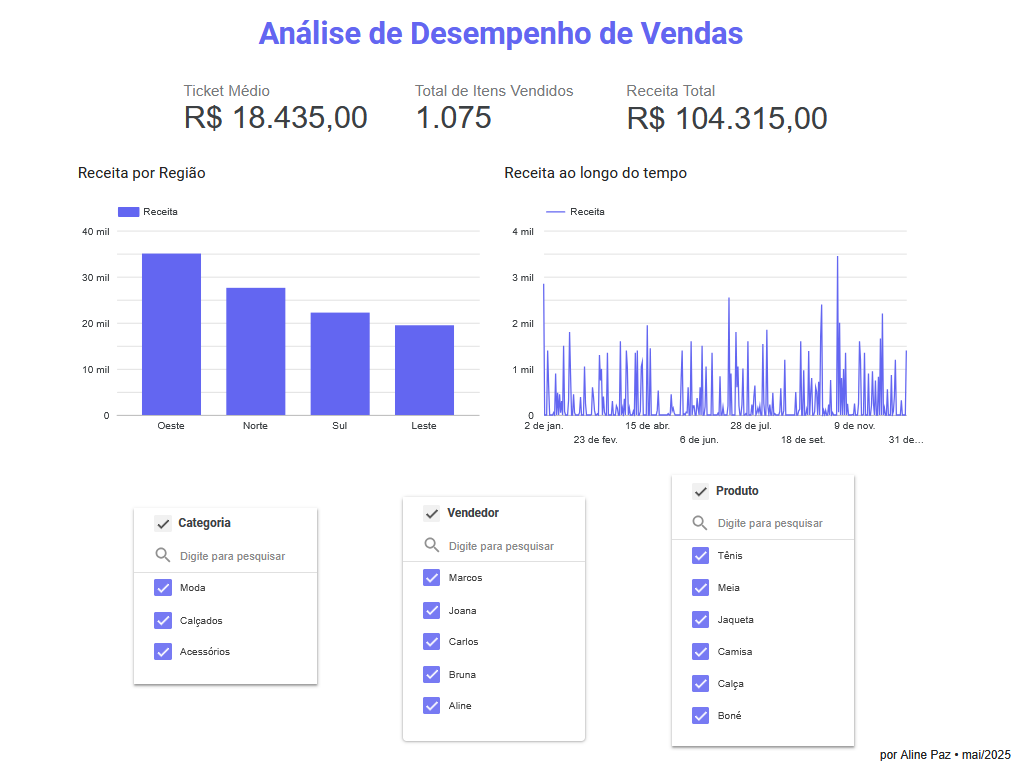 Análise de Desempenho de Vendas
Ticket Médio
R$ 18.435,00
Total de Itens Vendidos
1.075
Receita Total
R$ 104.315,00
Receita por Região
Receita
40 mil
30 mil
20 mil
10 mil
0
Oeste
Norte
Sul
Leste
Receita ao longo do tempo
Receita
4 mil
3 mil
2 mil
1 mil
0
2 de jan.
23 de fev.
15 de abr.
6 de jun.
28 de jul.
18 de set.
9 de nov.
31 de...
Categoria
Digite para pesquisar
Moda
Calçados
Acessórios
Vendedor
Digite para pesquisar
Marcos
Joana
Carlos
Bruna
Aline
Produto
Digite para pesquisar
Tênis
Meia
Jaqueta
Camisa
Calça
Boné
por Aline Paz • mai/2025